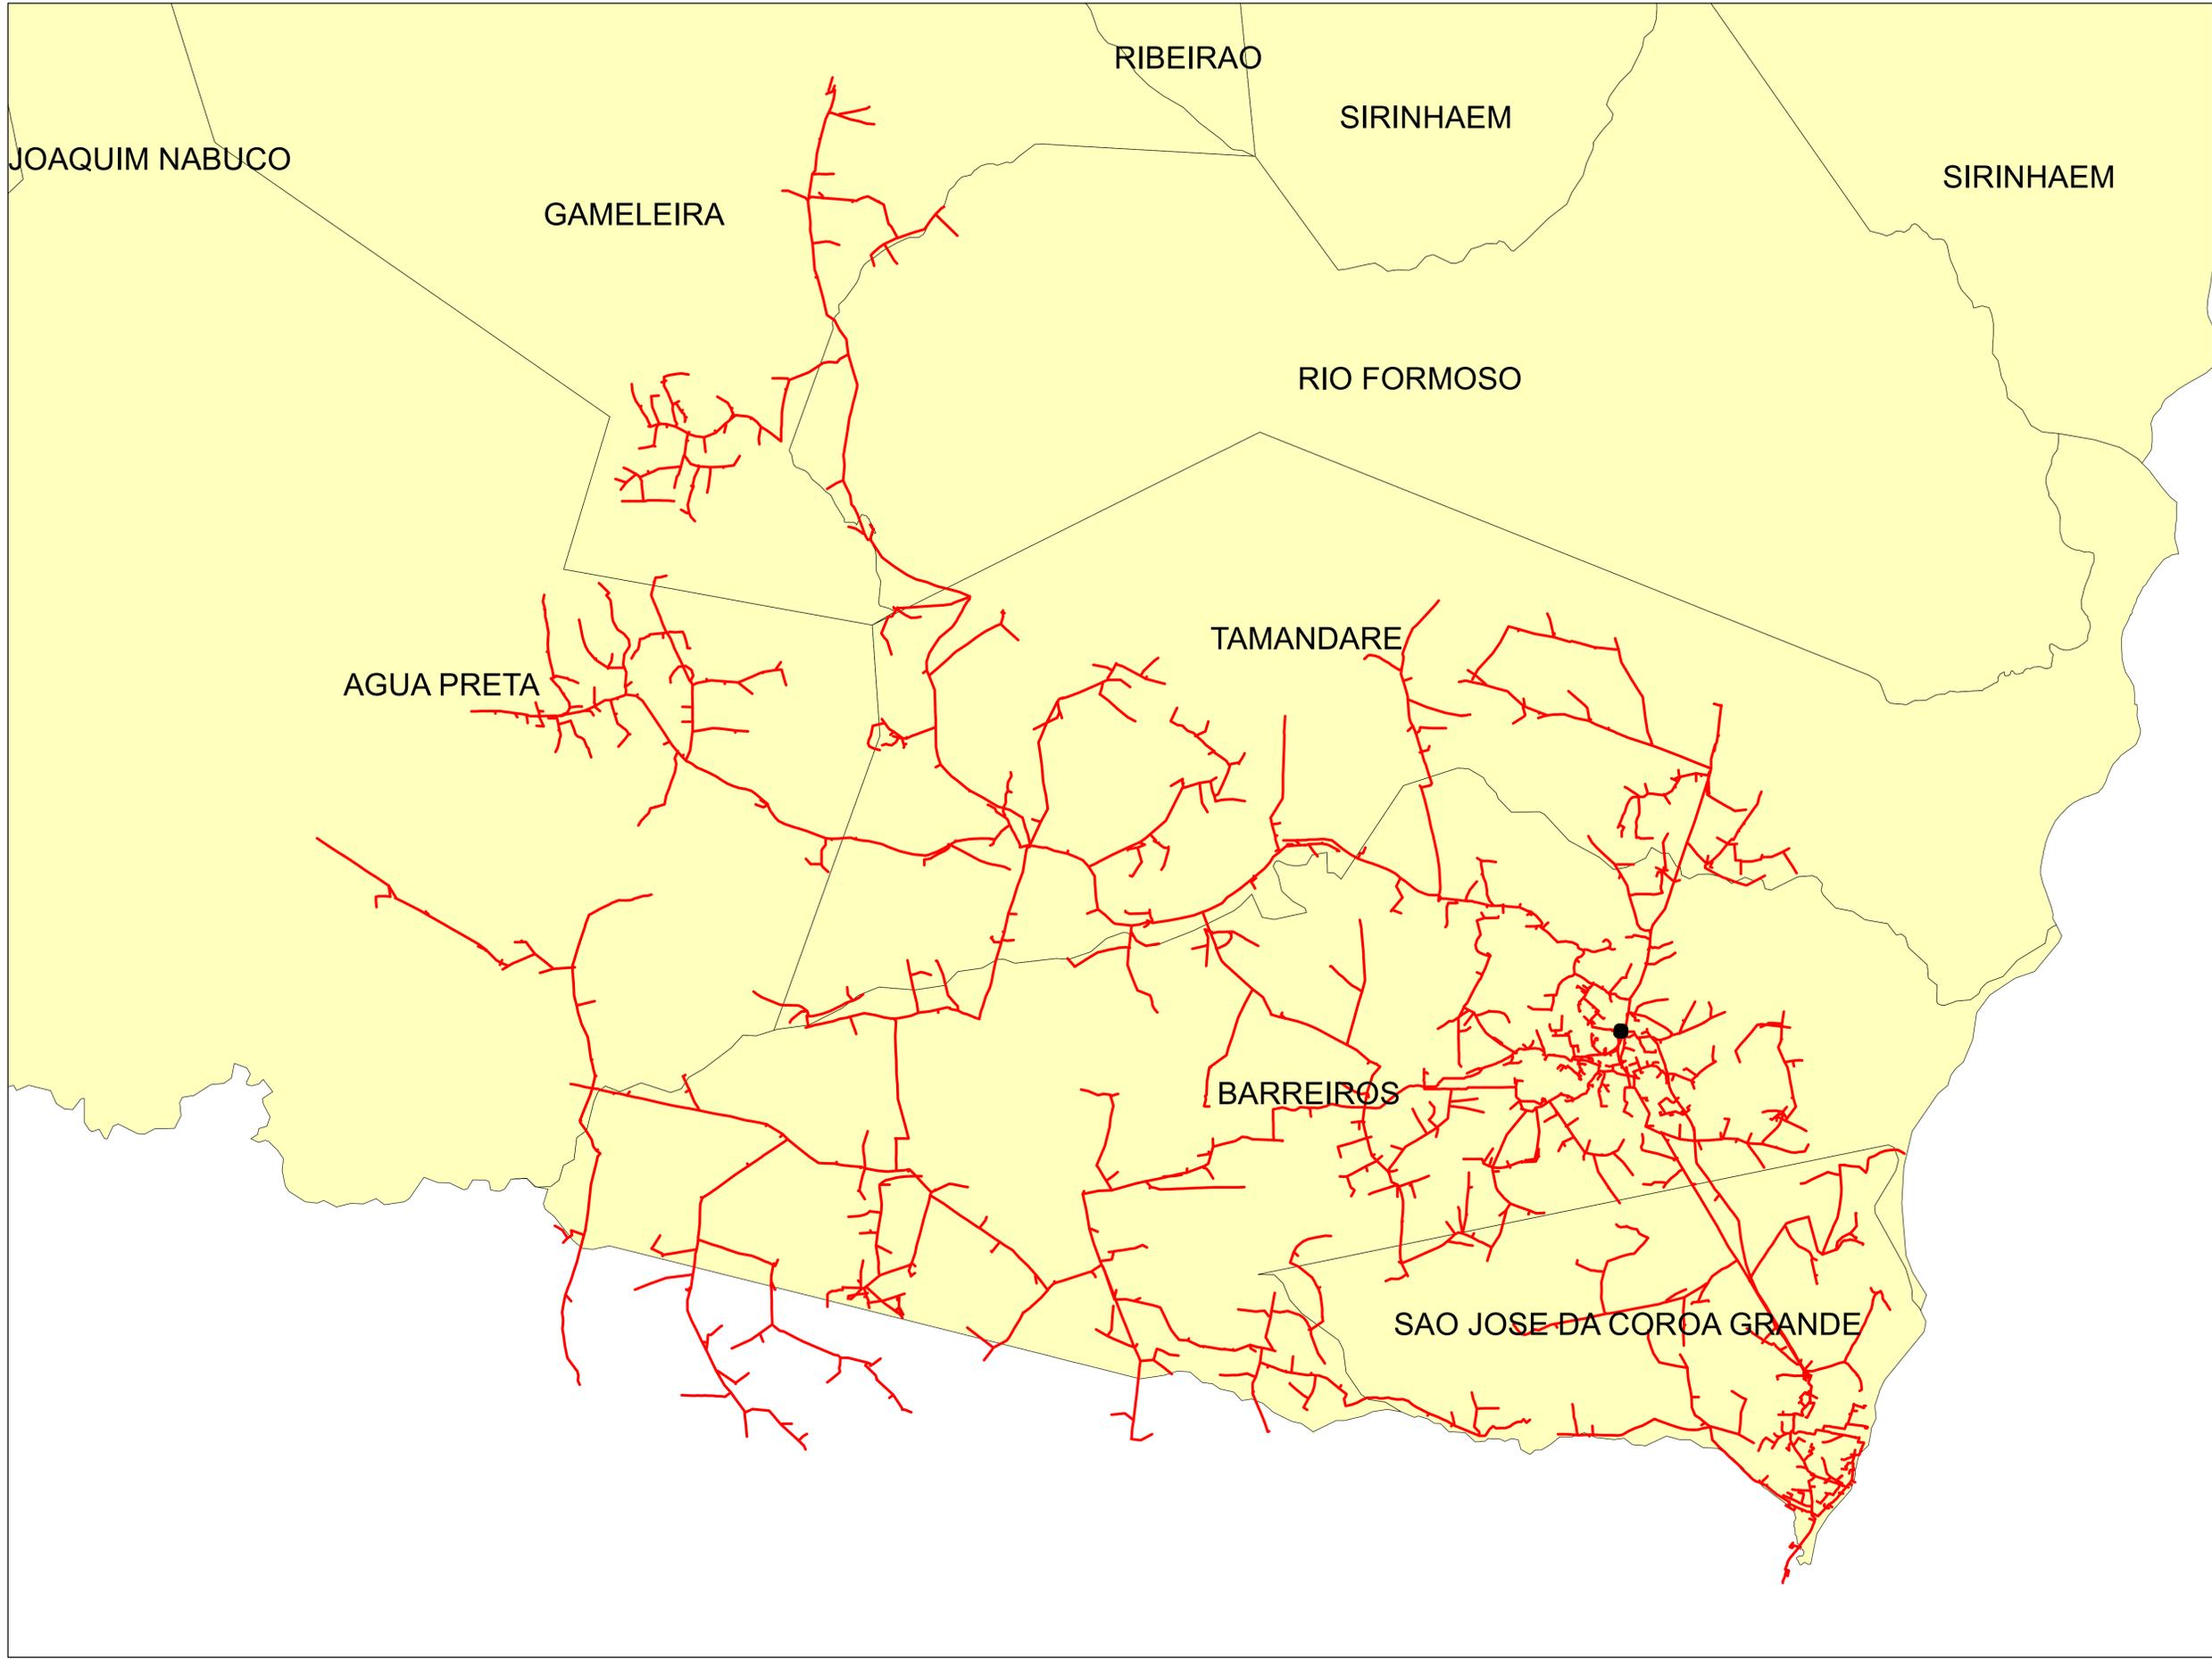 RIBEIRAO
SIRINHAEM
JOAQUIM NABUCO
SIRINHAEM
GAMELEIRA
RIO FORMOSO
TAMANDARE
AGUA PRETA
BARREIROS
SAO JOSE DA COROA GRANDE